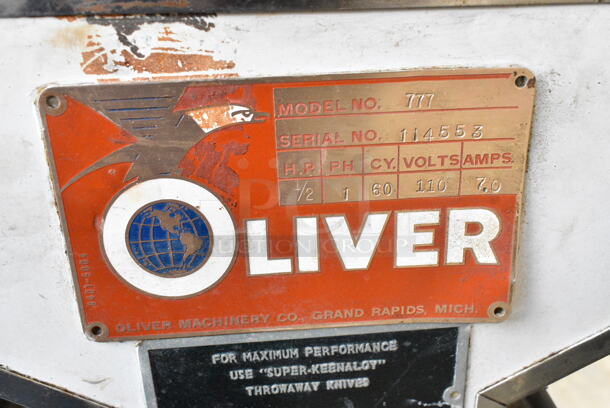 MODEL NO. 777
SERIAL NO. 114553
H.P. PH. CY. VOLTS AMPS.
1/2 1 60 110 7.0
OLIVER
OLIVER MACHINERY CO., GRAND RAPIDS, MICH.
FOR MAXIMUM PERFORMANCE
USE "SUPER-KEENALOY"
THROWAWAY KNIVES